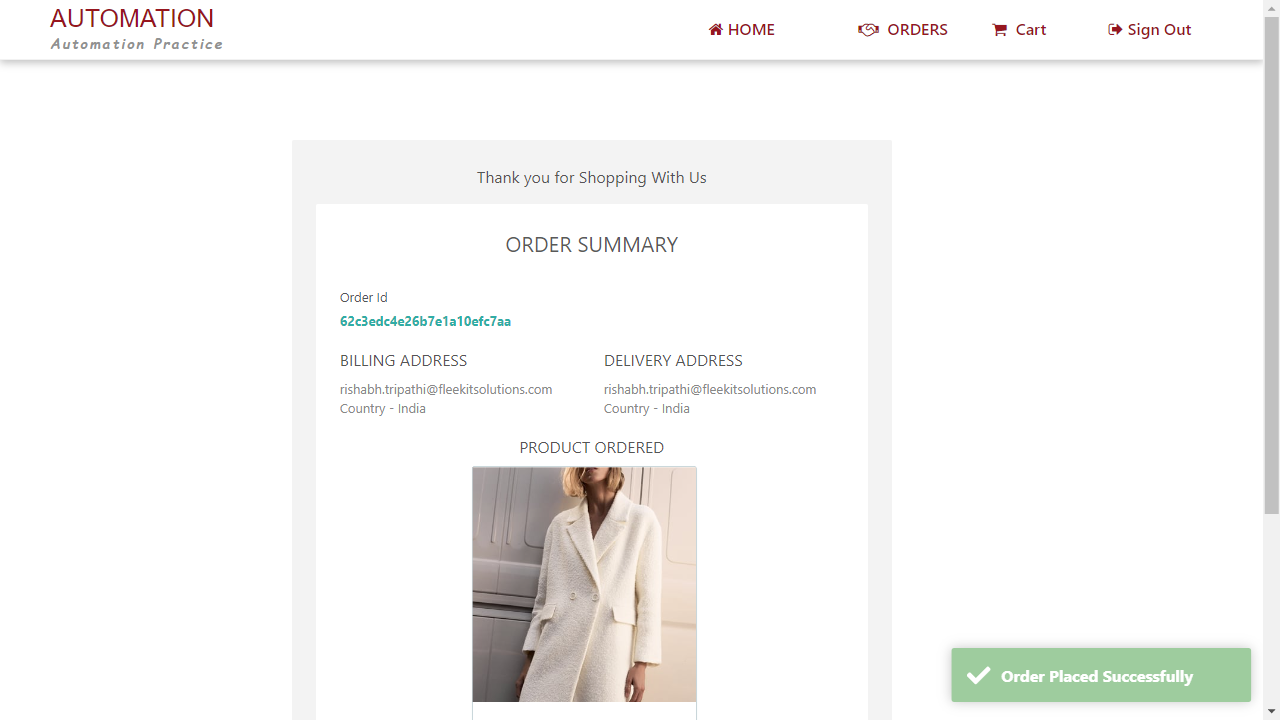 AUTOMATION
Automation Practice
HOME
ORDERS
Cart
Sign Out
Thank you for Shopping With Us
ORDER SUMMARY
Order Id
62c3edc4e26b7e1a10efc7aa
BILLING ADDRESS
rishabh.tripathi@fleekitsolutions.com
Country - India
DELIVERY ADDRESS
rishabh.tripathi@fleekitsolutions.com
Country - India
PRODUCT ORDERED
Order Placed Successfully